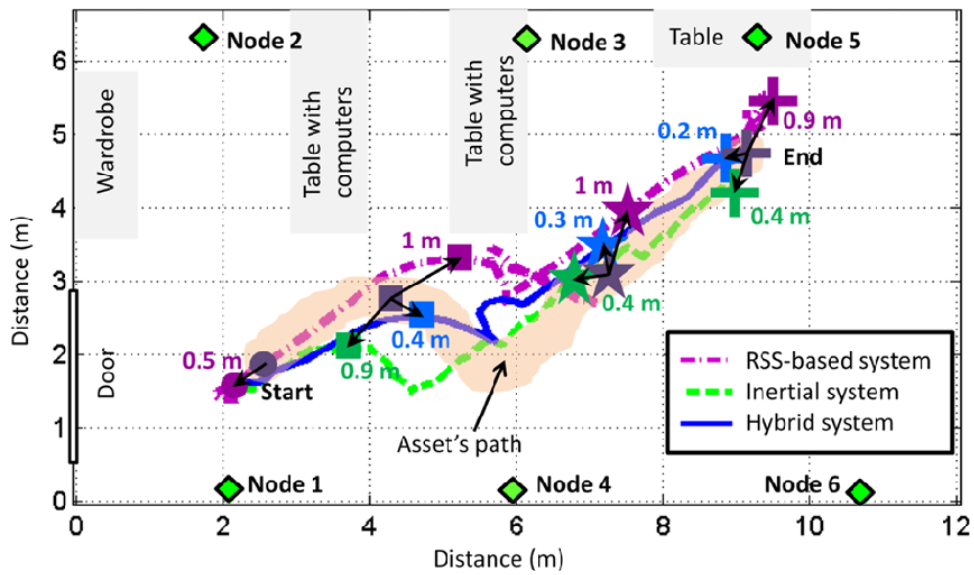 6
5
4
3
2
1
0
Distance (m)
Node 2
Node 3
Table
Node 5
Wardrobe
Table with
computers
Table with
computers
0.2 m
0.9 m
End
1 m
0.3 m
0.4 m
1 m
0.4 m
0.4 m
0.9 m
0.5 m
Start
Door
Asset's path
RSS-based system
Inertial system
Hybrid system
Node 1
Node 4
Node 6
0
2
4
6
8
10
12
Distance (m)